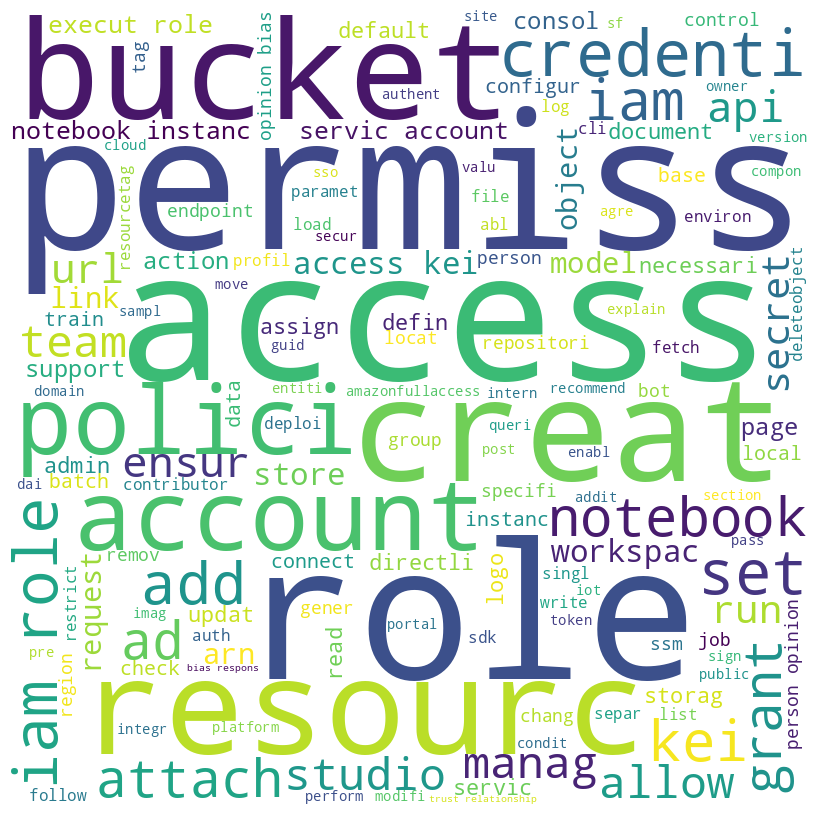 site
sf
execut role
default
consol
control
bucket
credenti
tag
opinion bias
configur
owner
authent
iam
api
log
notebook instanc
servic account
cli
document
version
cloud
permiss
object
sso
valu
base
compon
resourcetag
paramet
file
endpoint
load
abl
agre
environ
secur
url
action
profil
access kei
person
model
necessari
move
secret
deleteobject
link
sampl
access
explain
train
assign
defin
team
guid
locat
repositori
fetch
support
domain
data
entiti
amazonfullaccess
intern
recommend
bot
polici
creat
deploi
queri
page
group
post
enabl
local
admin
ensur
dai
batch
contributor
store
specifi
addit
section
account
instanc
notebook
pass
iam role
request
remov
connect
directli
workspac
restrict
add
role
logo
singl
iot
set
imag
updat
gener
write
run
ad
auth
portal
sdk
token
ssm
job
pre
check
arn
bias respons
read
sign
public
grant
person opinion
region
resourc
storag
chang
separ
list
integr
platform
condit
kei
manag
attach
studio
servic
allow
follow
perform
modifi
trust relationship